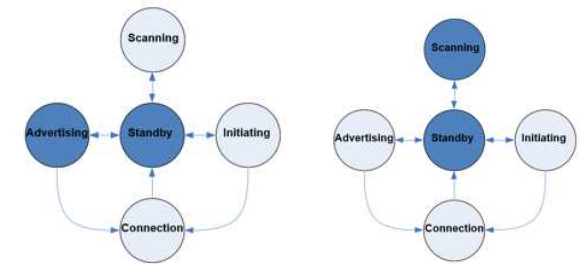 Scanning
Advertising
Standby
Initiating
Connection
Scanning
Advertising
Standby
Initiating
Connection